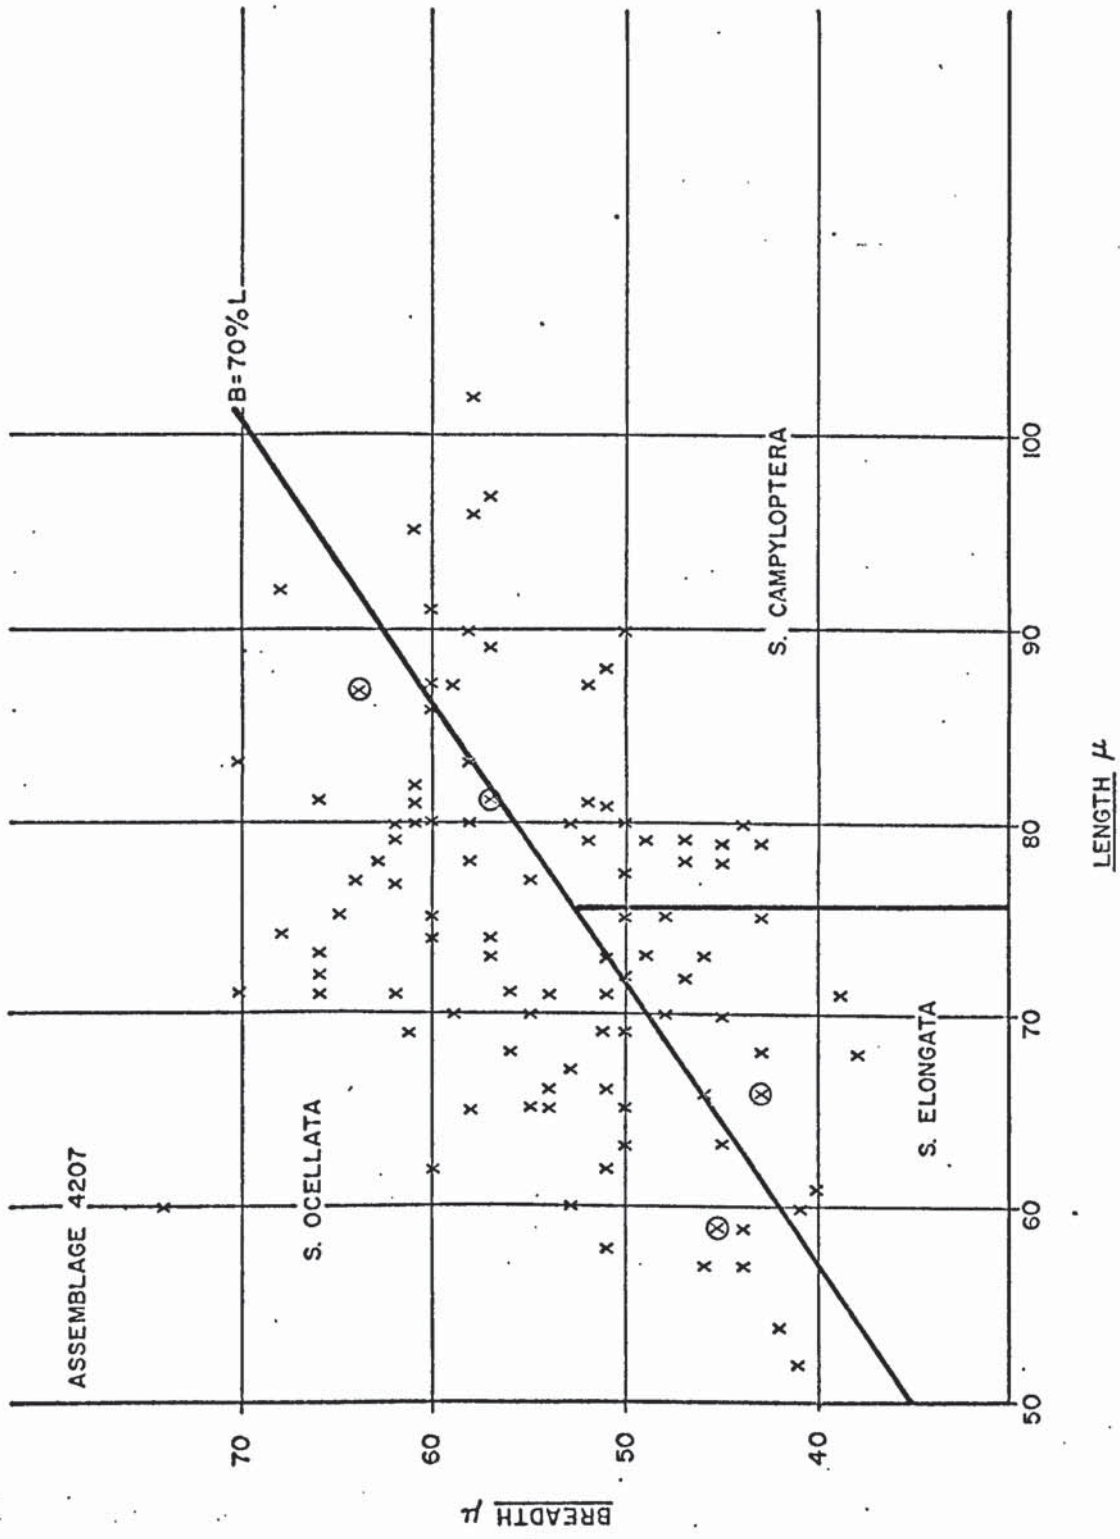 ASSEMBLAGE 4207
B=70%L
S. OCELLATA
S. CAMPYLOPTERA
S. ELONGATA
70
60
50
40
BREADTH μ
50
60
70
80
90
100
LENGTH μ